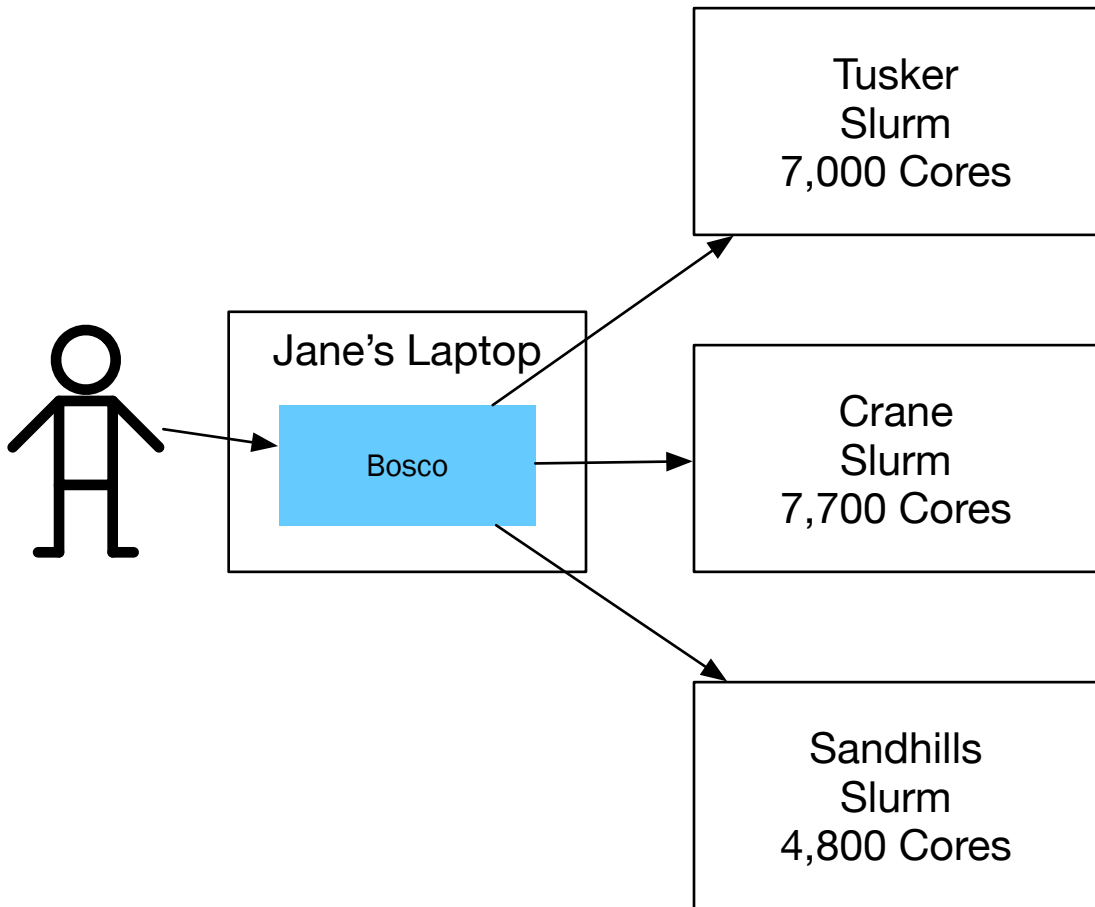 Tusker
Slurm
7,000 Cores
Jane’s Laptop
Bosco
Crane
Slurm
7,700 Cores
Sandhills
Slurm
4,800 Cores